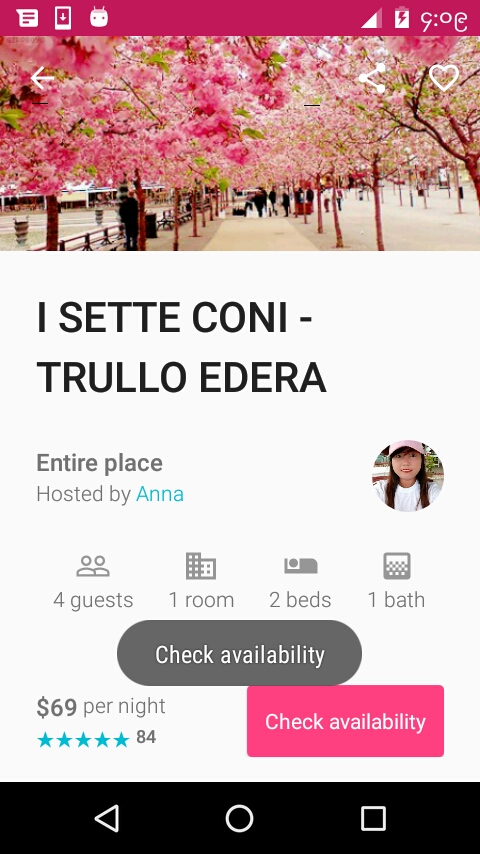 ၄:၀၉
I SETTE CONI -
TRULLO EDERA
Entire place
Hosted by Anna
4 guests 1 room 2 beds 1 bath
Check availability
$69 per night
Check availability
84